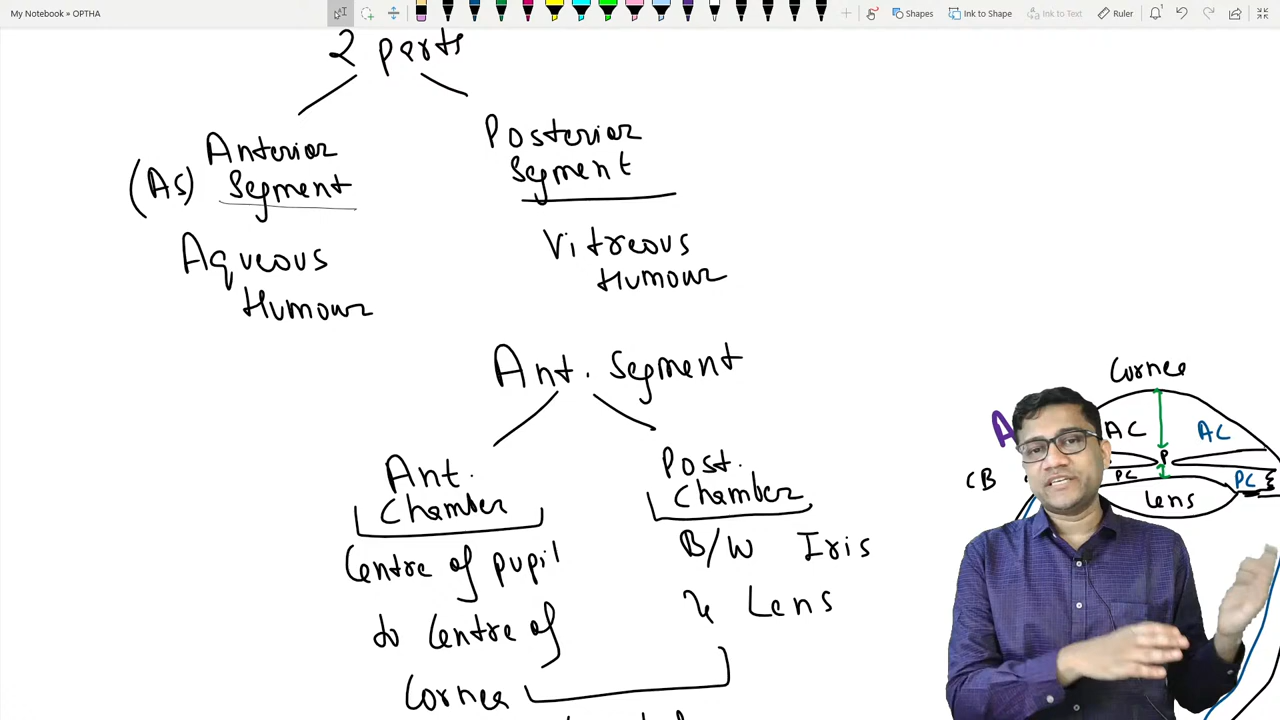 My Notebook » OPTHA
Shapes
Ink to Shape
Ink to Text
Ruler
2 parts
Anterior
(AS) Segment
Aqueous
Humour
Posterior
Segment
Vitreous
Humour
Ant. Segment
Ant.
Chamber
Centre of pupil
to Centre of
Cornea
Post.
Chamber
B/W Iris
Lens
Cornea
A
AC
AC
P
CB
PC
PC
Lens